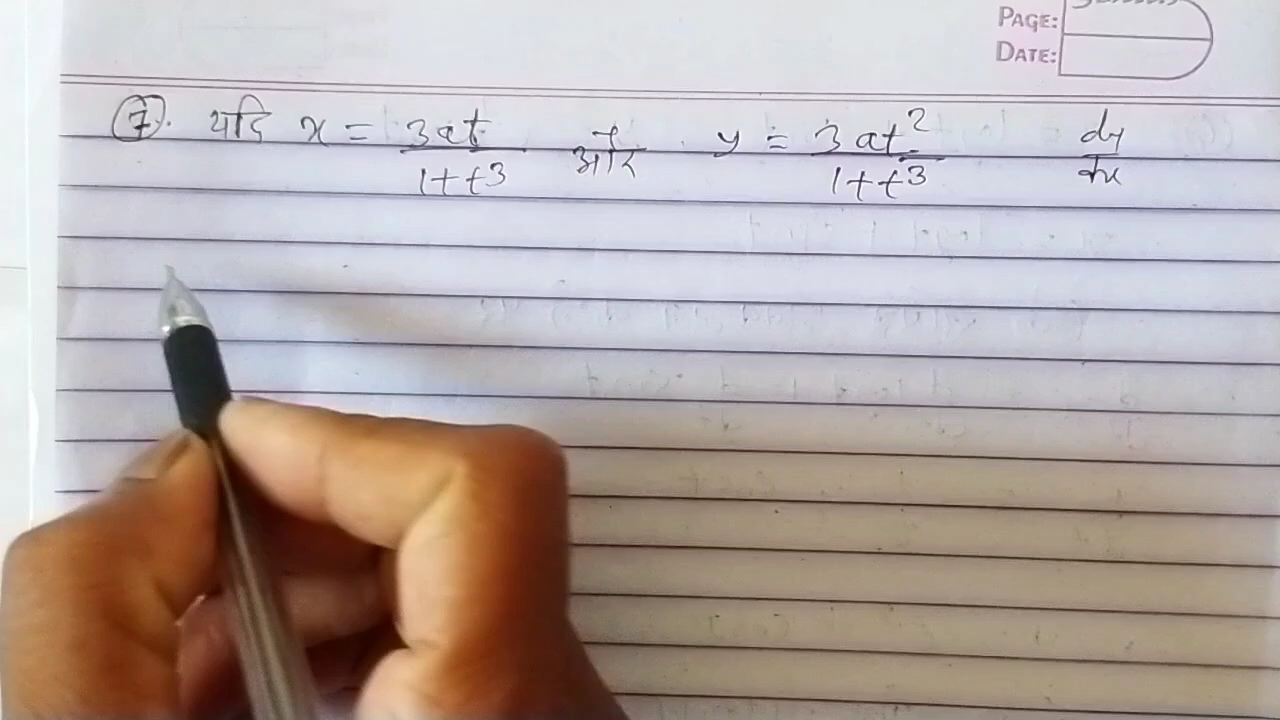 PAGE:
DATE:
(7). यदि x = 3at/1+t³ और y = 3at²/1+t³ dy/dx